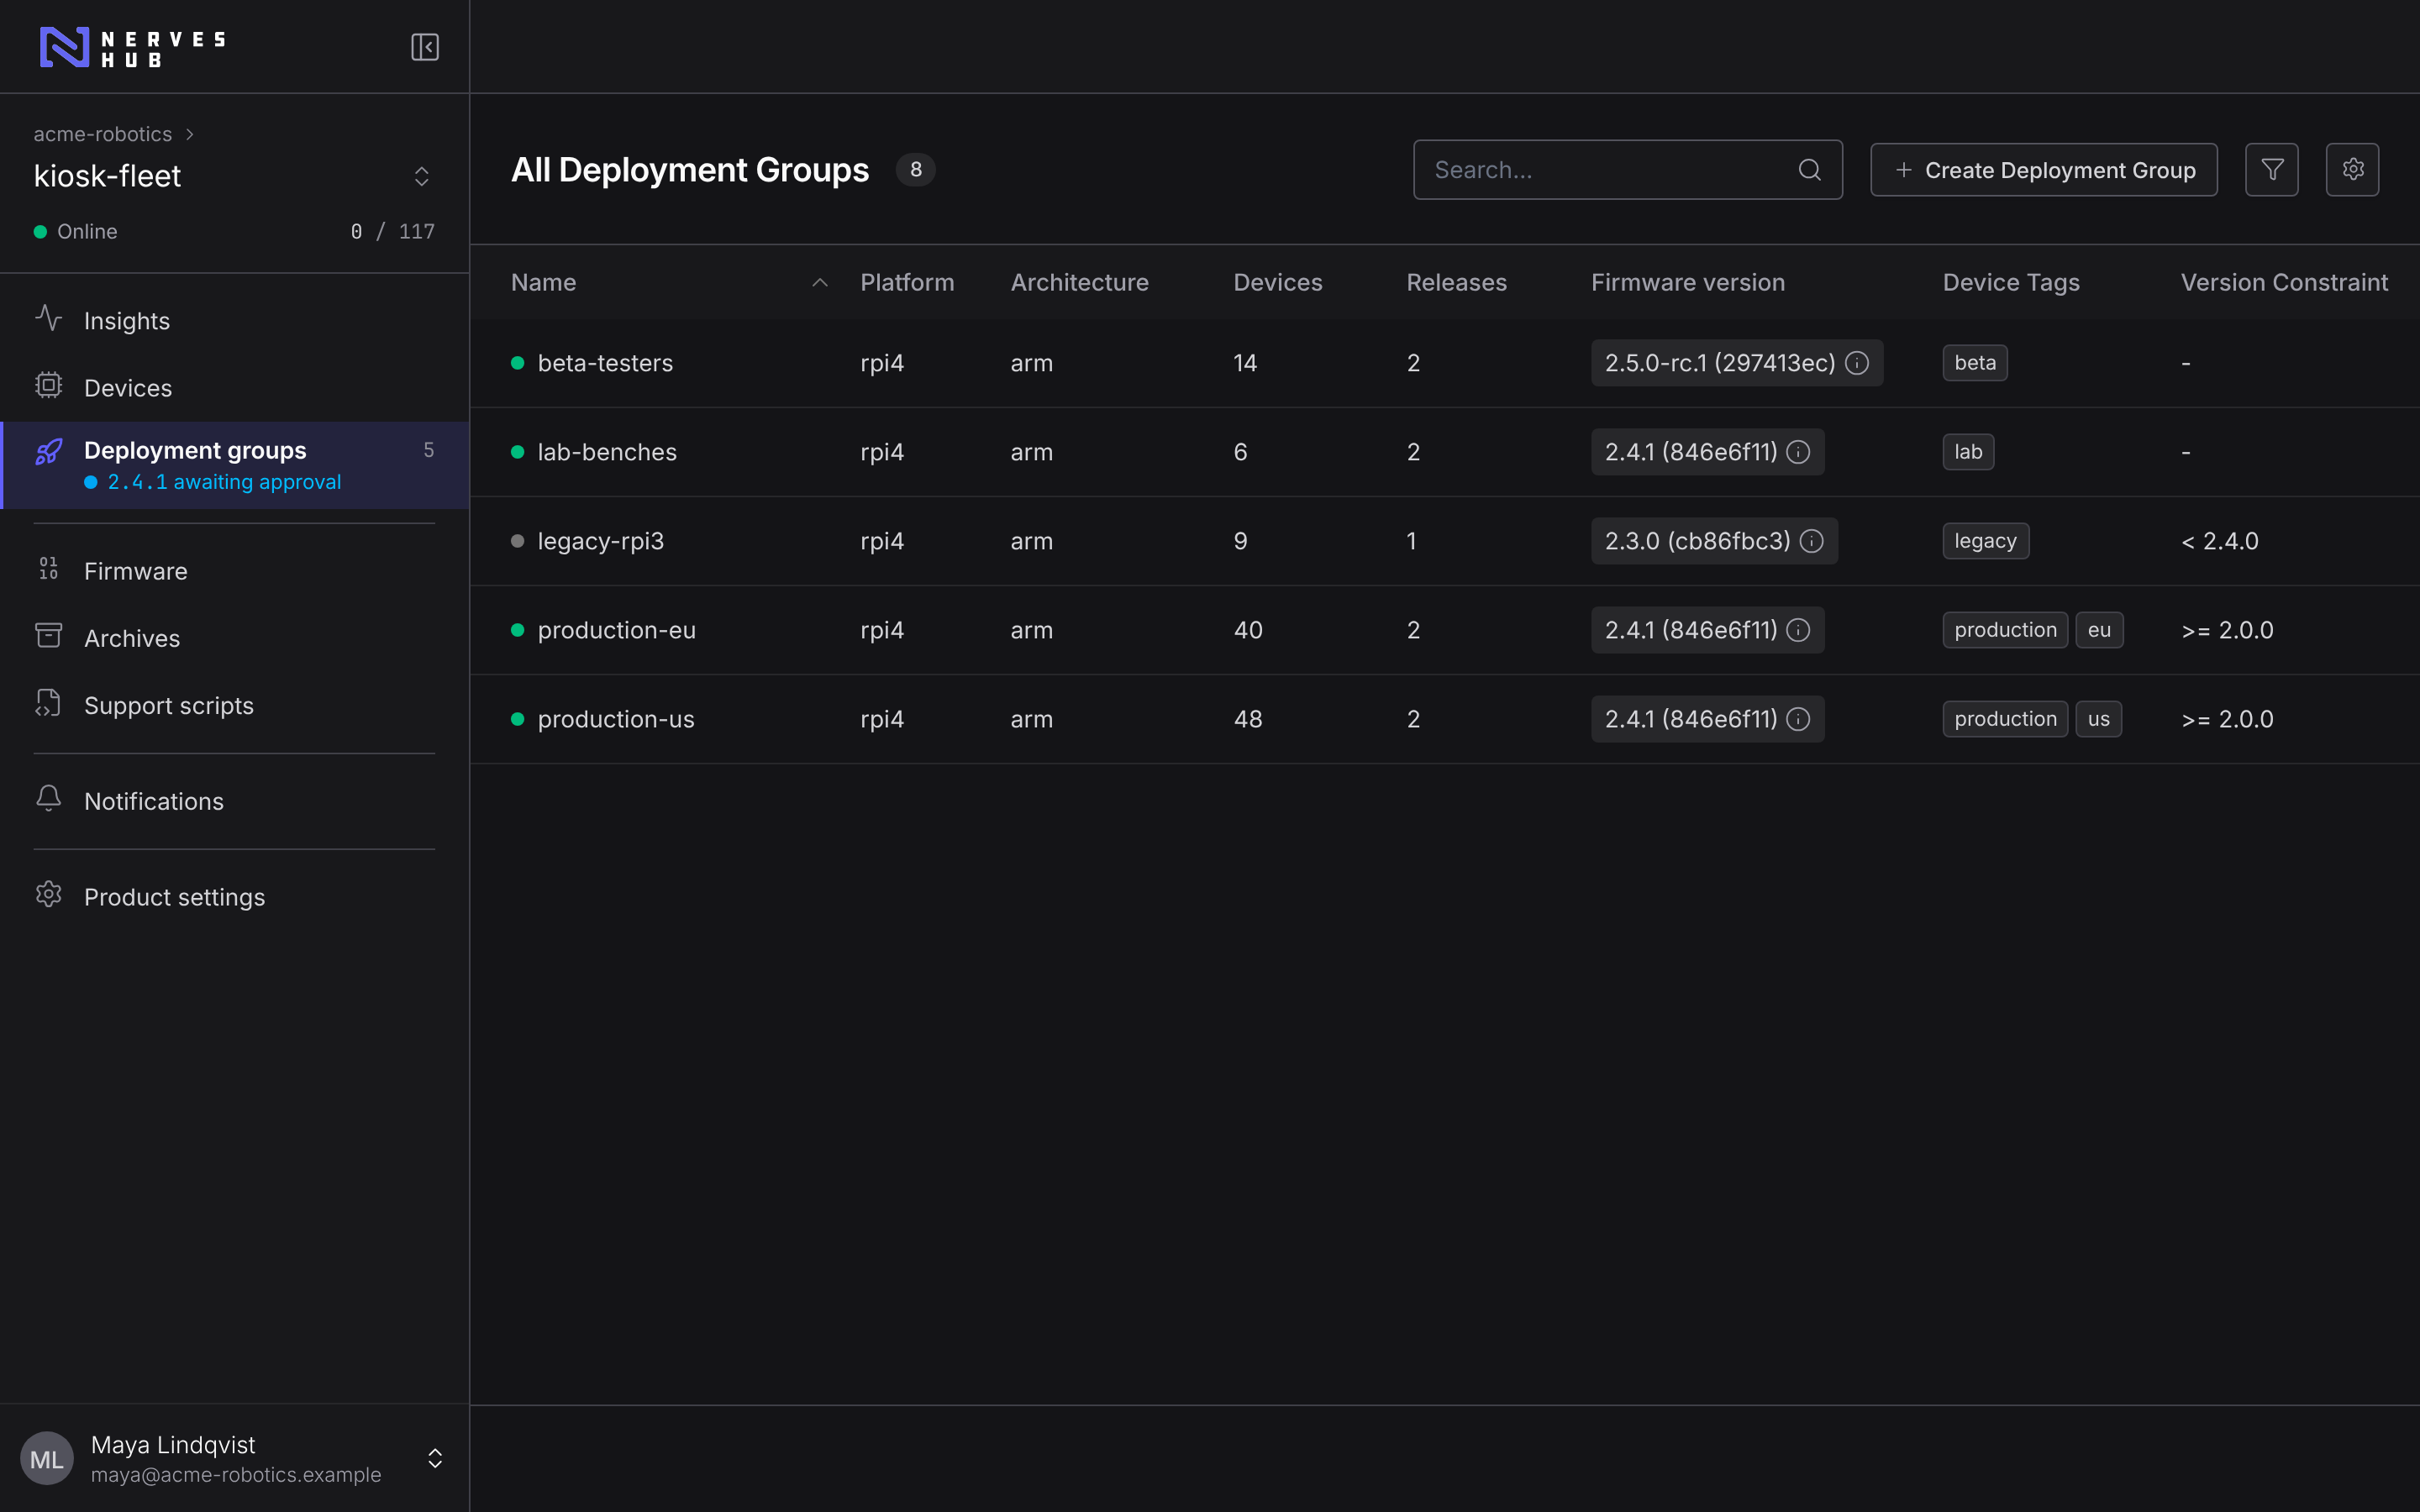 NERVES
HUB
acme-robotics
kiosk-fleet
Online 0 / 117
Insights
Devices
Deployment groups 5
2.4.1 awaiting approval
Firmware
Archives
Support scripts
Notifications
Product settings
ML
Maya Lindqvist
maya@acme-robotics.example
All Deployment Groups 8
Search...
Create Deployment Group
Name Platform Architecture Devices Releases Firmware version Device Tags Version Constraint
beta-testers rpi4 arm 14 2 2.5.0-rc.1 (297413ec) beta -
lab-benches rpi4 arm 6 2 2.4.1 (846e6f11) lab -
legacy-rpi3 rpi4 arm 9 1 2.3.0 (cb86fbc3) legacy < 2.4.0
production-eu rpi4 arm 40 2 2.4.1 (846e6f11) production eu >= 2.0.0
production-us rpi4 arm 48 2 2.4.1 (846e6f11) production us >= 2.0.0